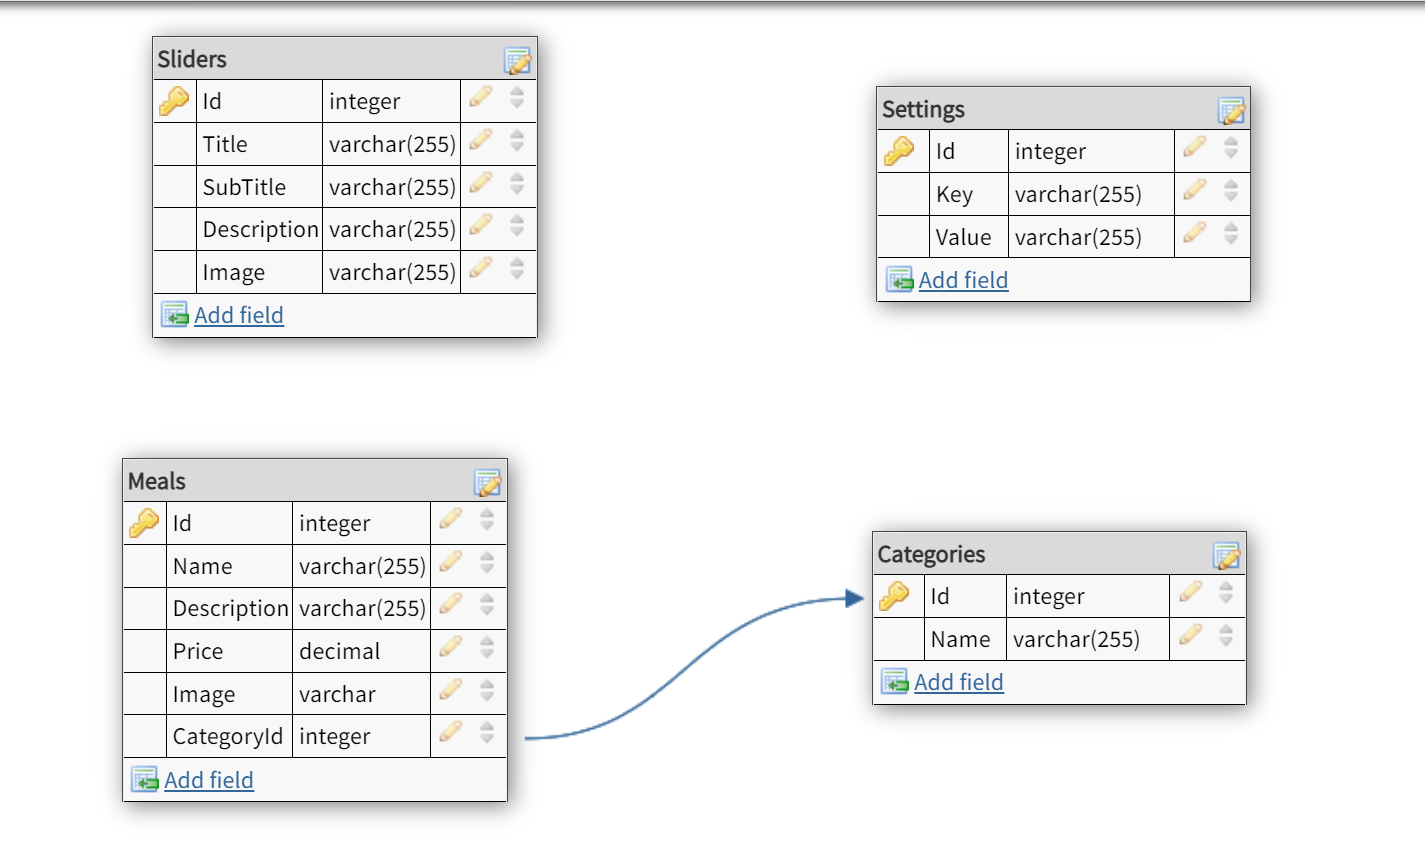 Sliders
Id integer
Title varchar(255)
SubTitle varchar(255)
Description varchar(255)
Image varchar(255)
Add field
Settings
Id integer
Key varchar(255)
Value varchar(255)
Add field
Meals
Id integer
Name varchar(255)
Description varchar(255)
Price decimal
Image varchar
CategoryId integer
Add field
Categories
Id integer
Name varchar(255)
Add field